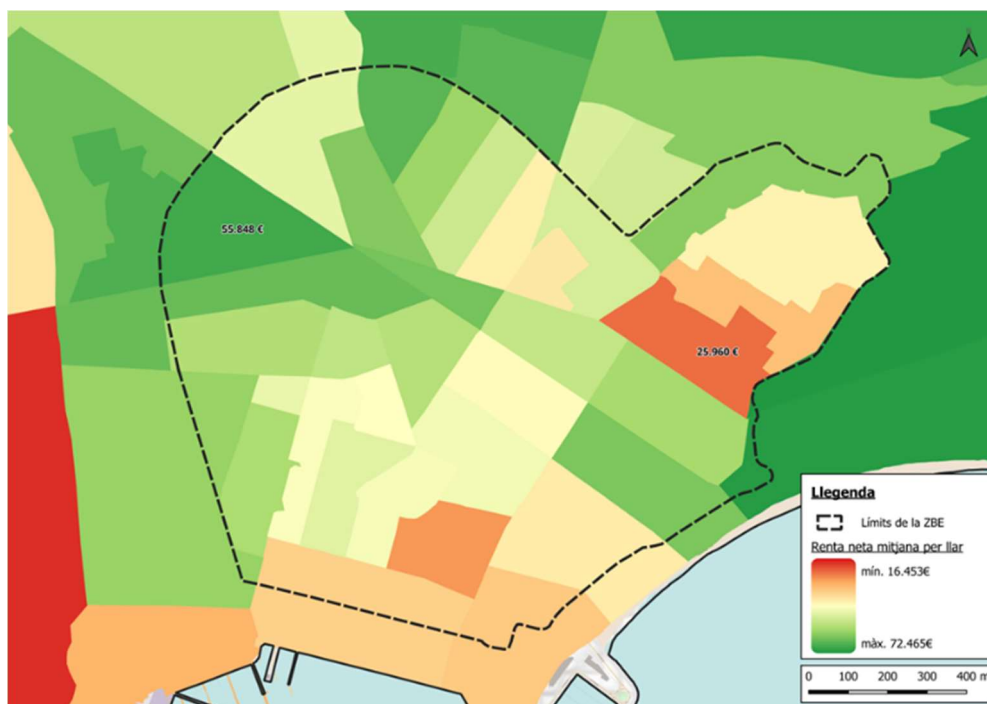 55.848 €
25.960 €
Llegenda
Límits de la ZBE
Renta neta mitjana per llar
mín. 16.453€
màx. 72.465€
0 100 200 300 400 m